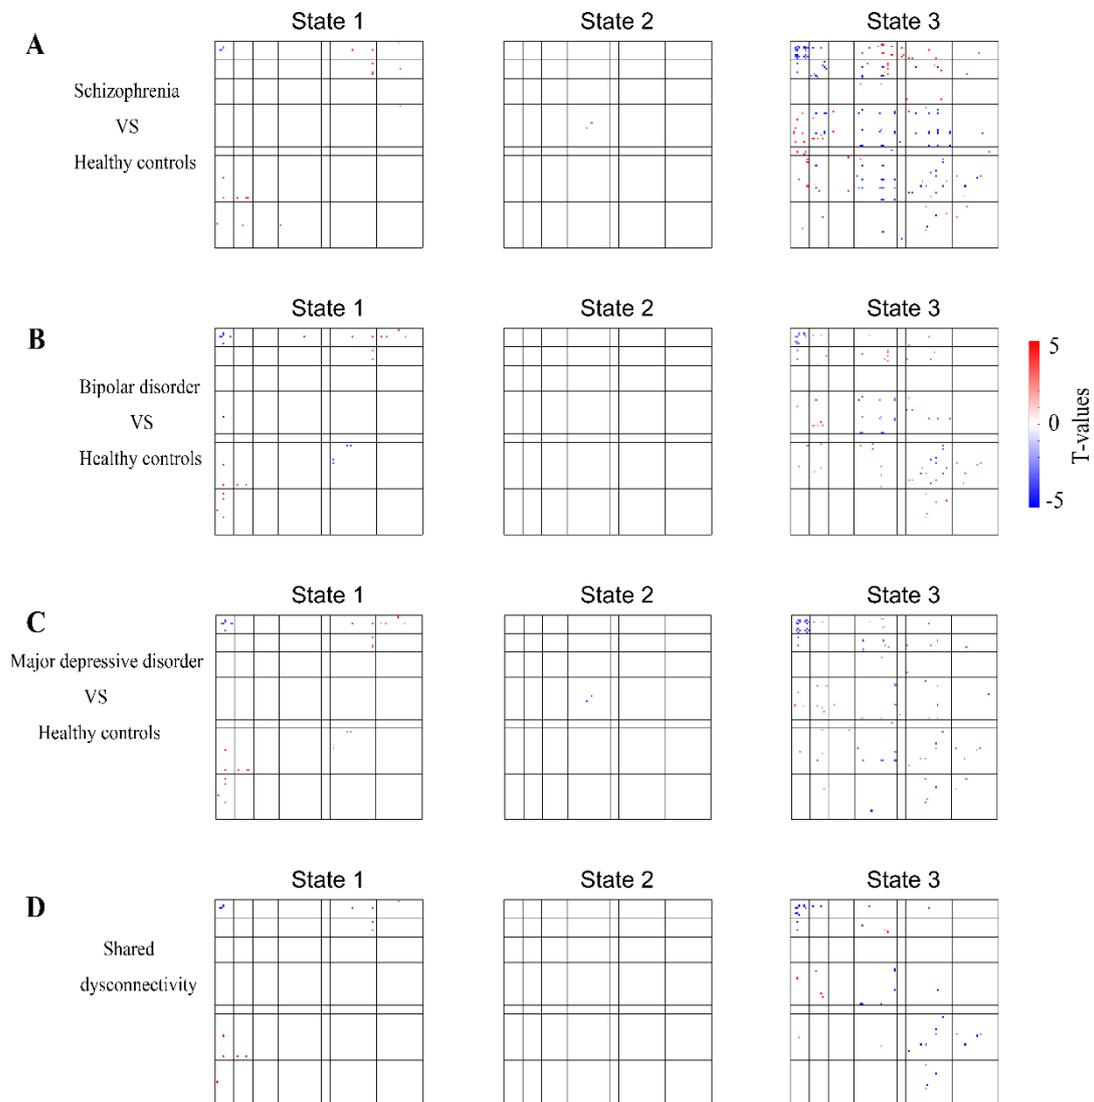 State 1
State 2
State 3
A
Schizophrenia
VS
Healthy controls
State 1
State 2
State 3
B
Bipolar disorder
VS
Healthy controls
5
0
-5
T-values
State 1
State 2
State 3
C
Major depressive disorder
VS
Healthy controls
State 1
State 2
State 3
D
Shared
dysconnectivity